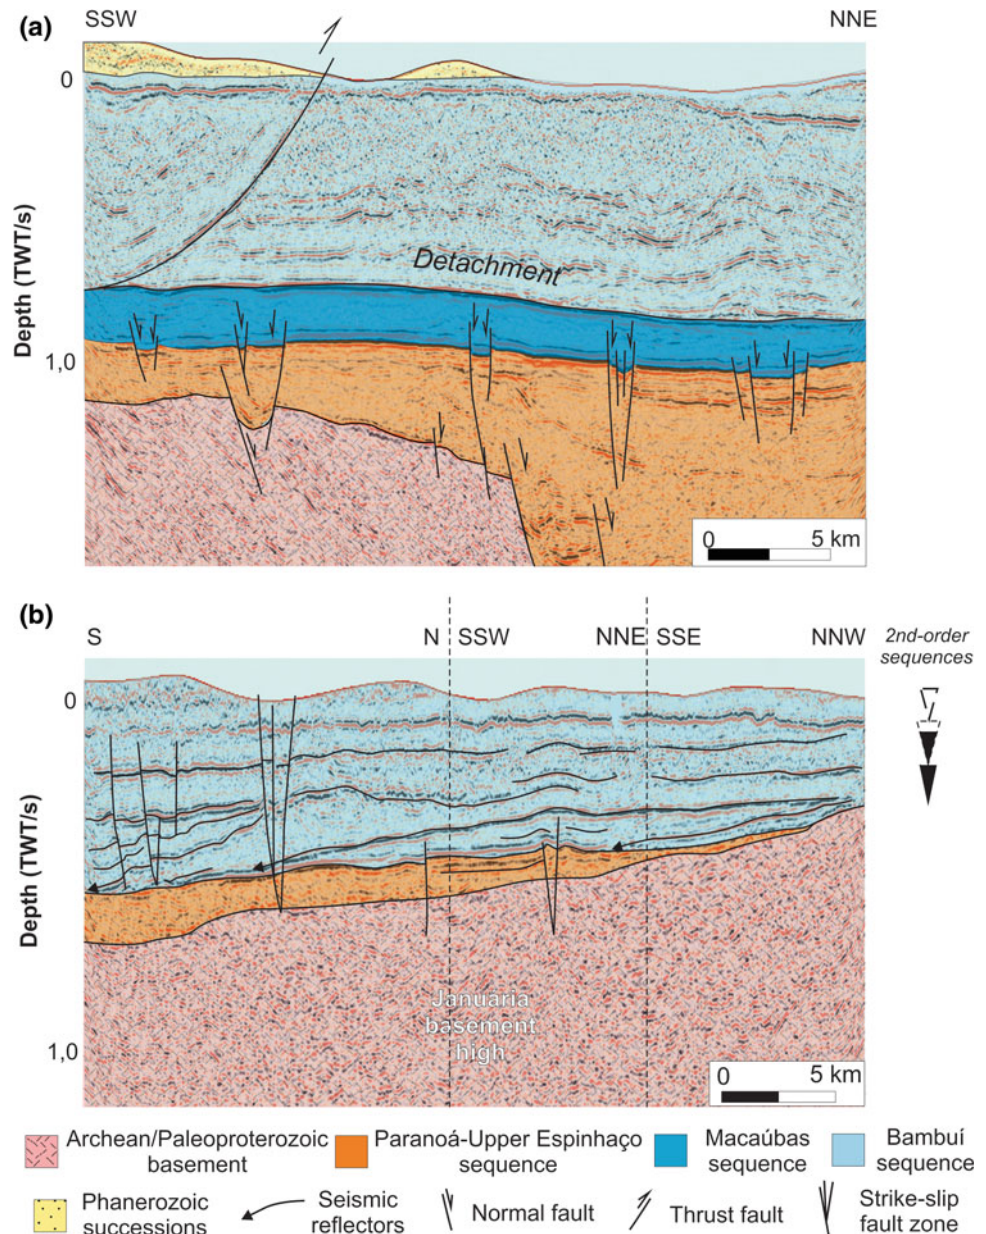 (a)
SSW
NNE
0
Detachment
Depth (TWT/s)
1,0
0 5 km
(b)
S
N
SSW
NNE
SSE
NNW
2nd-order
sequences
0
Depth (TWT/s)
Januaria
basement
high
1,0
0 5 km
Archean/Paleoproterozoic
basement
Paranoá-Upper Espinhaço
sequence
Macaúbas
sequence
Bambuí
sequence
Phanerozoic
successions
Seismic
reflectors
Normal fault
Thrust fault
Strike-slip
fault zone